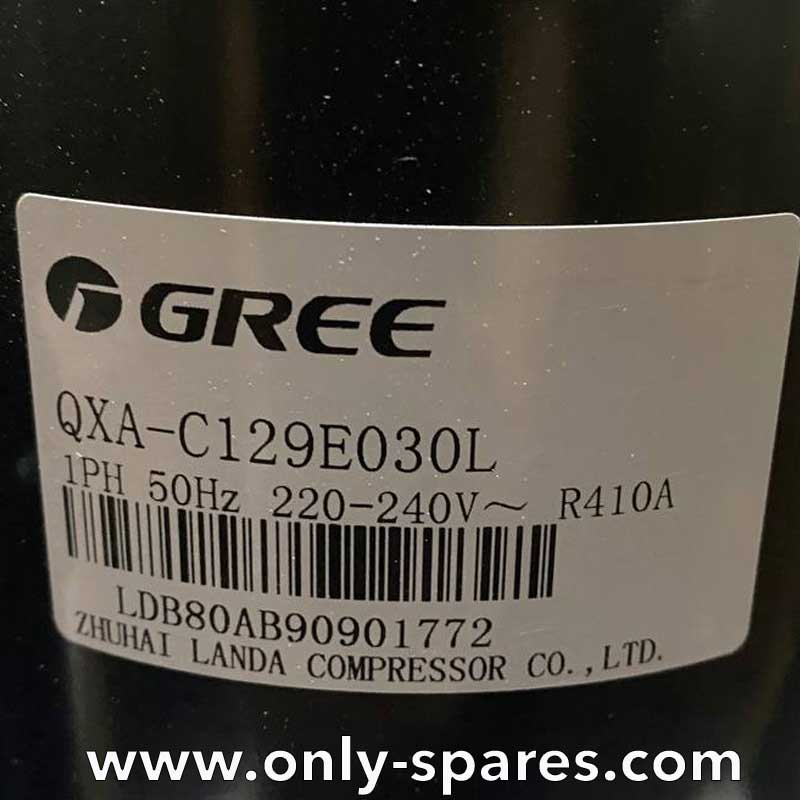 GREE
QXA-C129E030L
1PH 50Hz 220-240V～ R410A
LDB80AB90901772
ZHUHAI LANDA COMPRESSOR CO.,LTD.
www.only-spares.com